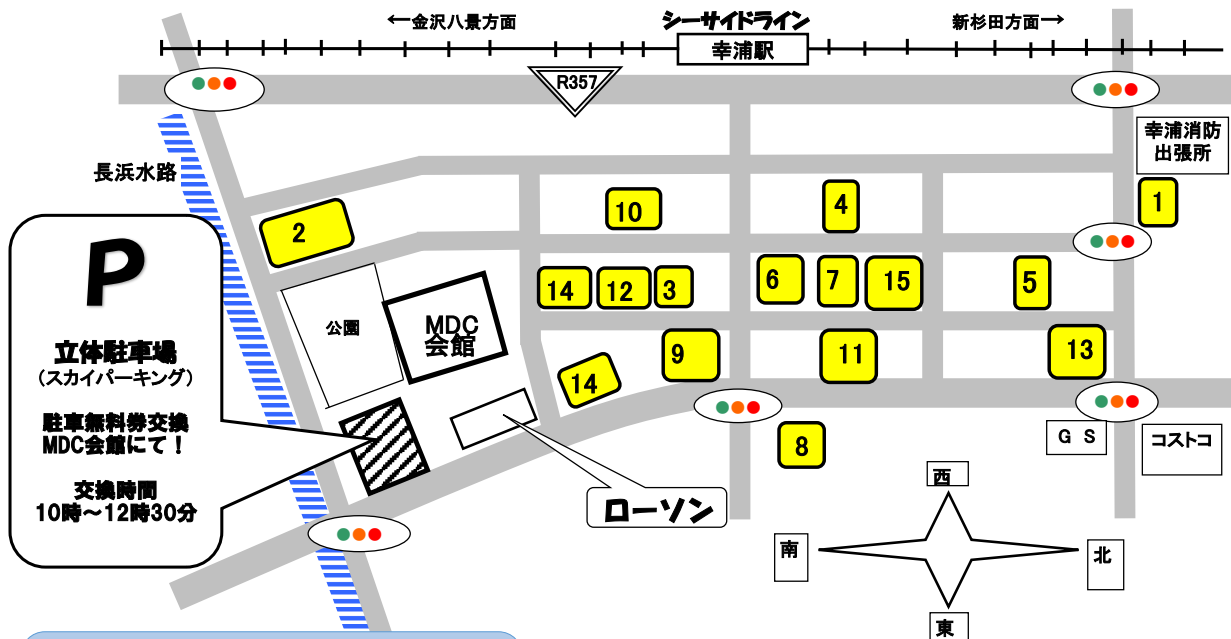 ←金沢八景方面
シーサイドライン
新杉田方面→
幸浦駅
R357
幸浦消防
出張所
長浜水路
1
2
10
4
P
立体駐車場
(スカイパーキング)
駐車無料券交換
MDC会館にて！
交換時間
10時～12時30分
公園
MDC
会館
14
12
3
6
7
15
5
14
9
11
13
8
G S
コストコ
ローソン
西
南
北
東